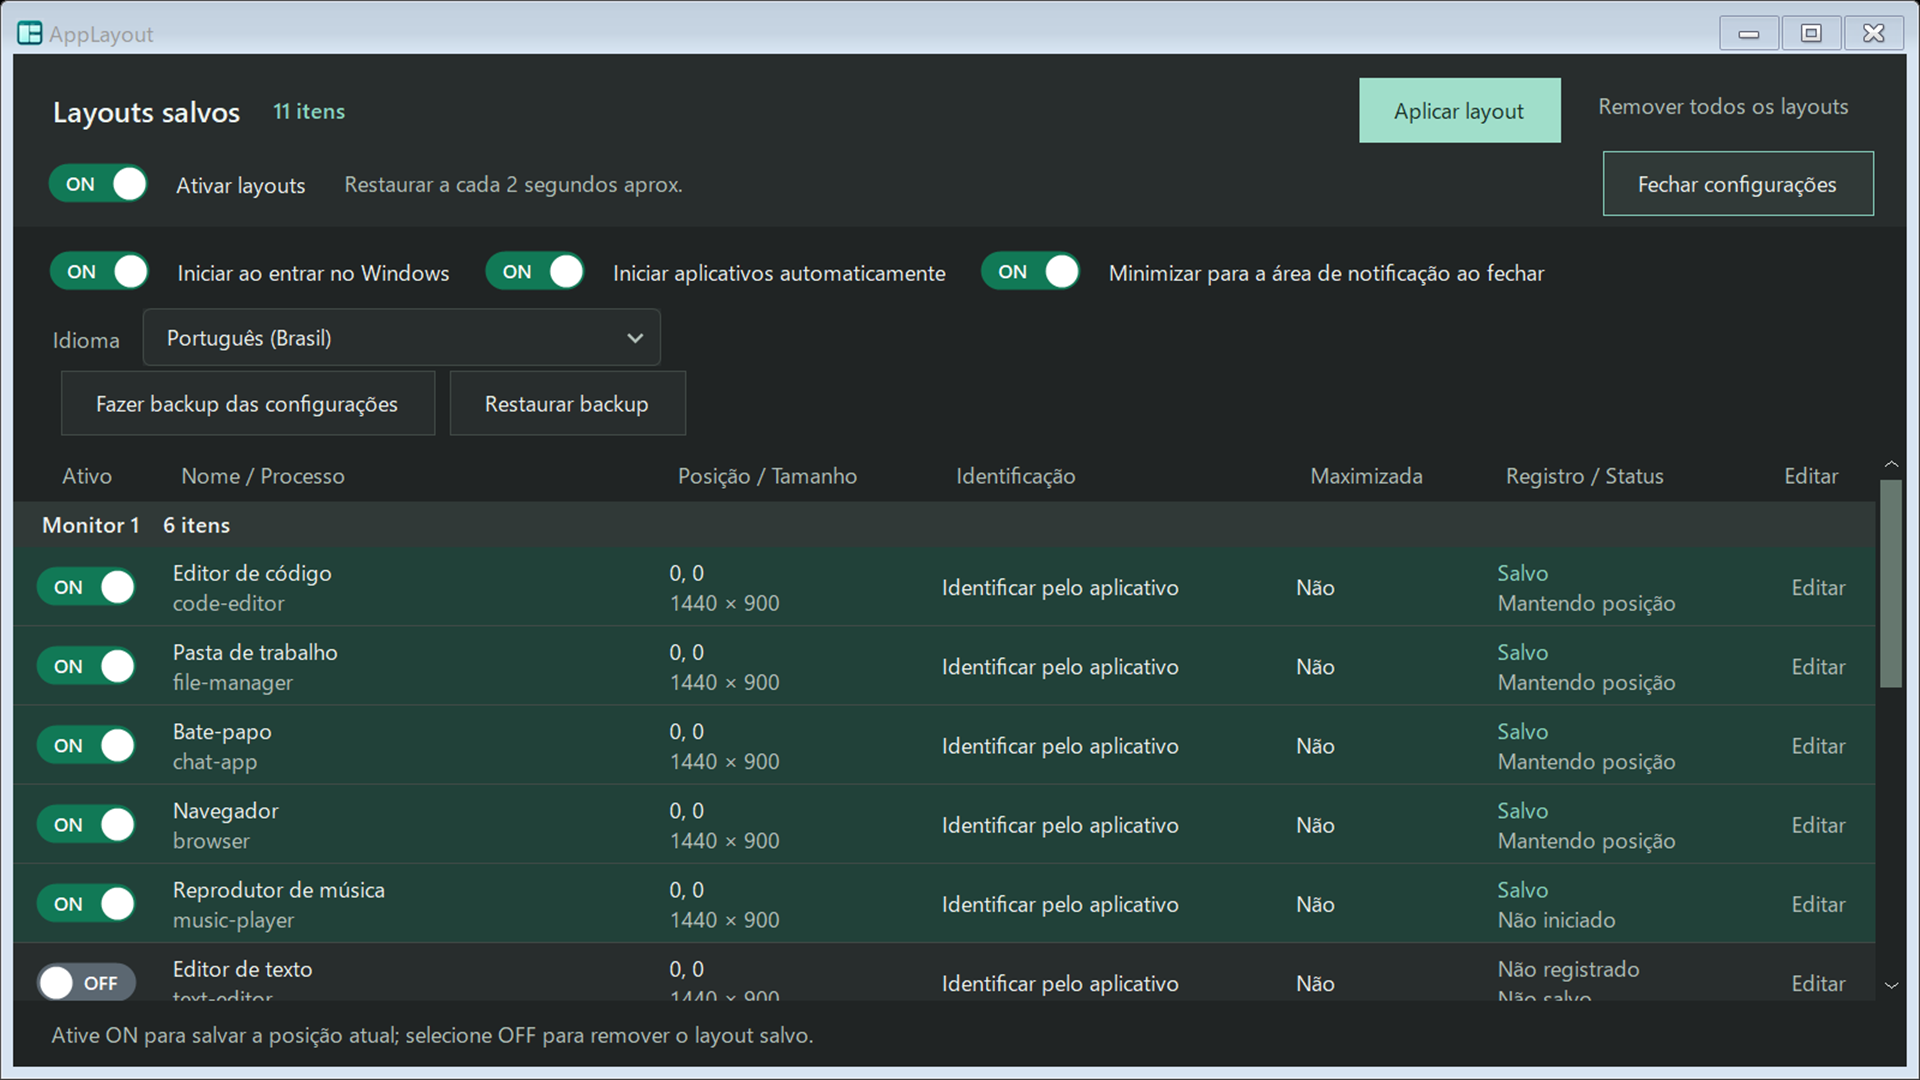 AppLayout
Layouts salvos 11 itens
Aplicar layout
Remover todos os layouts
ON Ativar layouts Restaurar a cada 2 segundos aprox.
Fechar configurações
ON Iniciar ao entrar no Windows ON Iniciar aplicativos automaticamente ON Minimizar para a área de notificação ao fechar
Idioma Português (Brasil)
Fazer backup das configurações Restaurar backup
Ativo Nome / Processo Posição / Tamanho Identificação Maximizada Registro / Status Editar
Monitor 1 6 itens
ON Editor de código 0, 0 Identificar pelo aplicativo Não Salvo Editar
code-editor 1440 × 900 Mantendo posição
ON Pasta de trabalho 0, 0 Identificar pelo aplicativo Não Salvo Editar
file-manager 1440 × 900 Mantendo posição
ON Bate-papo 0, 0 Identificar pelo aplicativo Não Salvo Editar
chat-app 1440 × 900 Mantendo posição
ON Navegador 0, 0 Identificar pelo aplicativo Não Salvo Editar
browser 1440 × 900 Mantendo posição
ON Reprodutor de música 0, 0 Identificar pelo aplicativo Não Salvo Editar
music-player 1440 × 900 Não iniciado
OFF Editor de texto 0, 0 Identificar pelo aplicativo Não Não registrado Editar
text-editor 1440 × 900 Não salvo
Ative ON para salvar a posição atual; selecione OFF para remover o layout salvo.